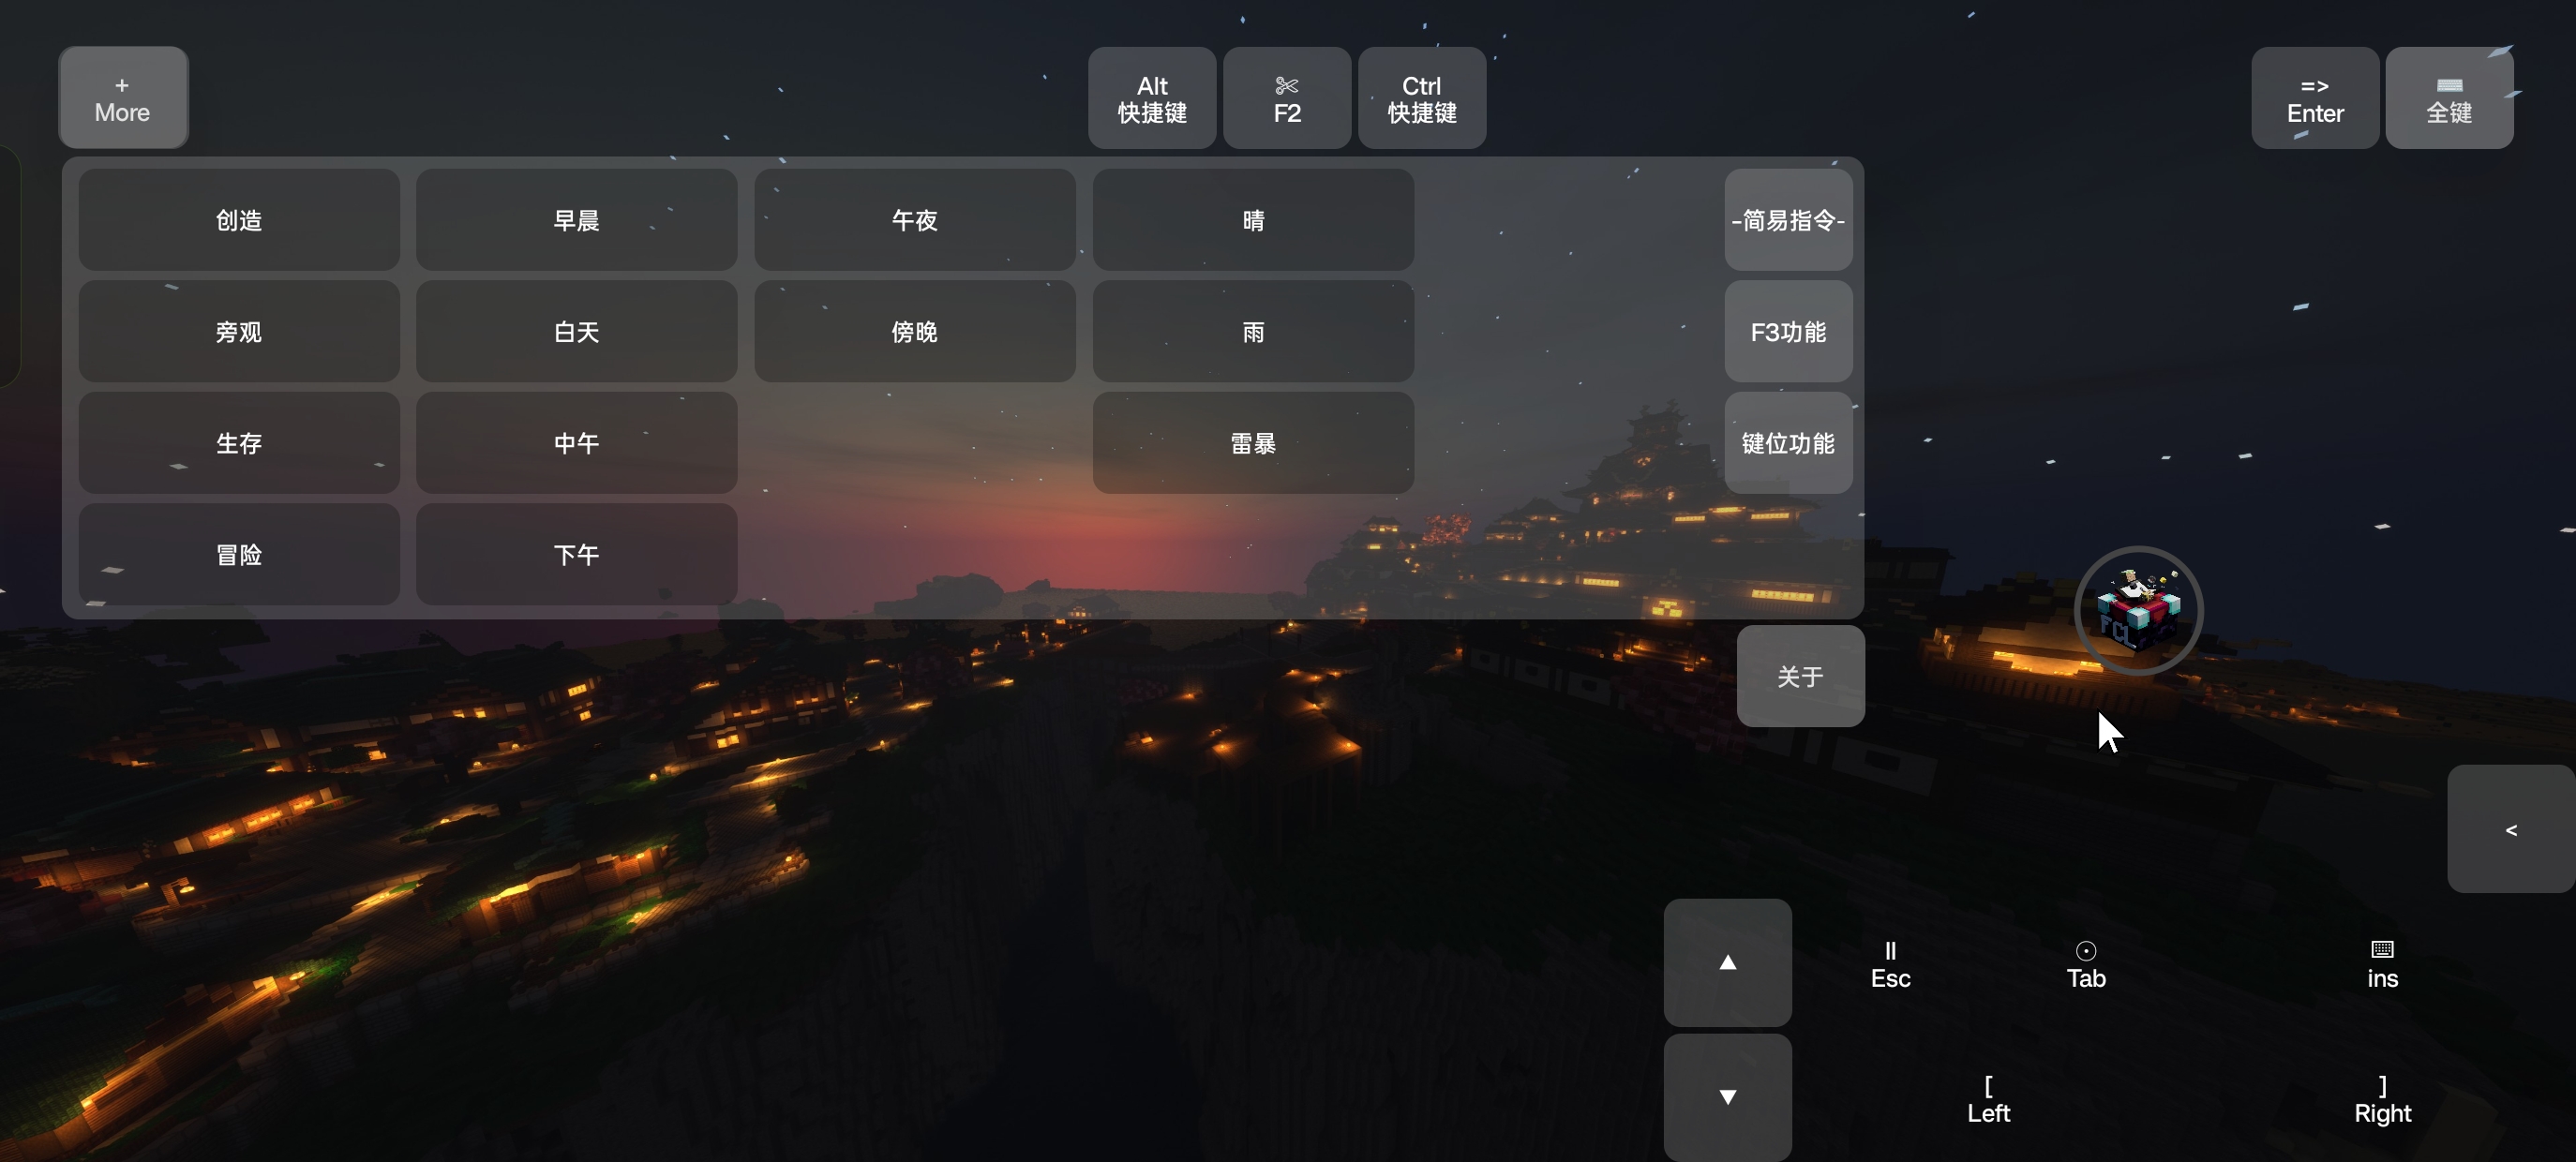 +
More
Alt
快捷键
✄
F2
Ctrl
快捷键
=>
Enter
全键
创造
早晨
午夜
晴
-简易指令-
旁观
白天
傍晚
雨
F3功能
生存
中午
雷暴
键位功能
冒险
下午
关于
FCL
<
▲
II
Esc
⊙
Tab
ins
▼
[
Left
]
Right